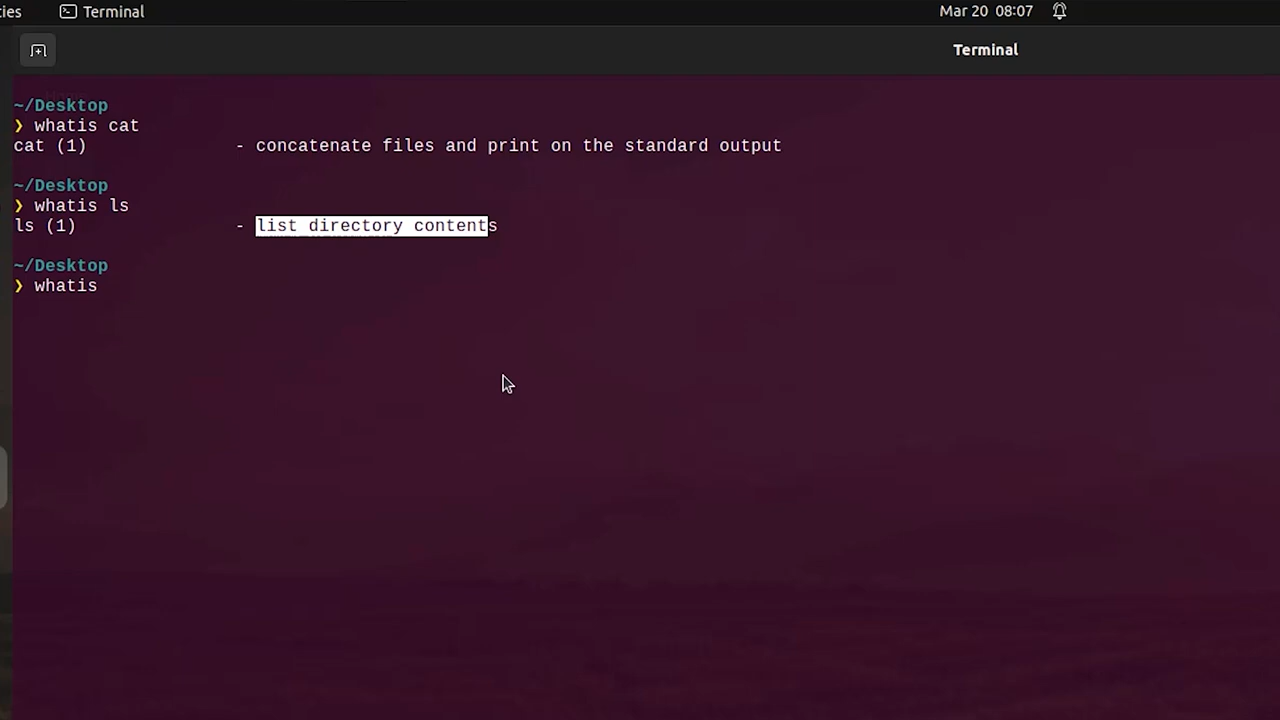 ies Terminal Mar 20 08:07
Terminal
~/Desktop
❯ whatis cat
cat (1) - concatenate files and print on the standard output
~/Desktop
❯ whatis ls
ls (1) - list directory contents
~/Desktop
❯ whatis